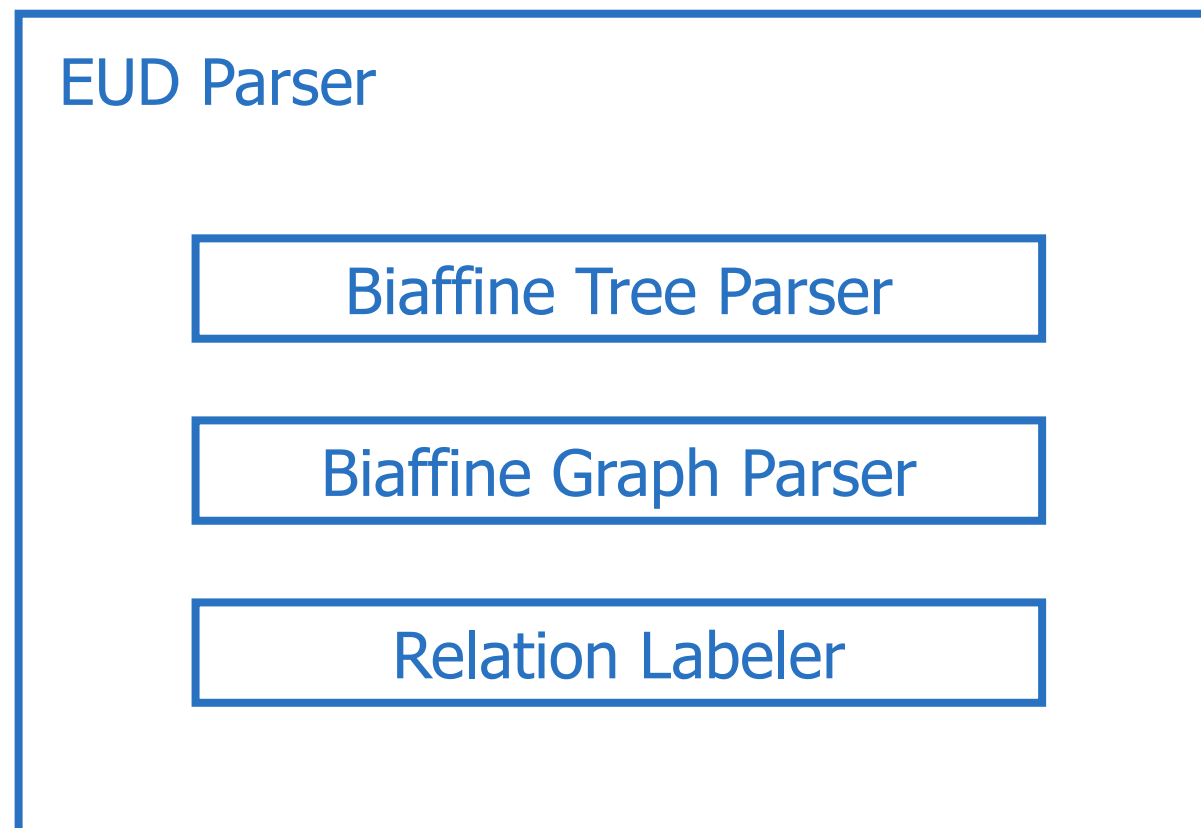 EUD Parser
Biaffine Tree Parser
Biaffine Graph Parser
Relation Labeler